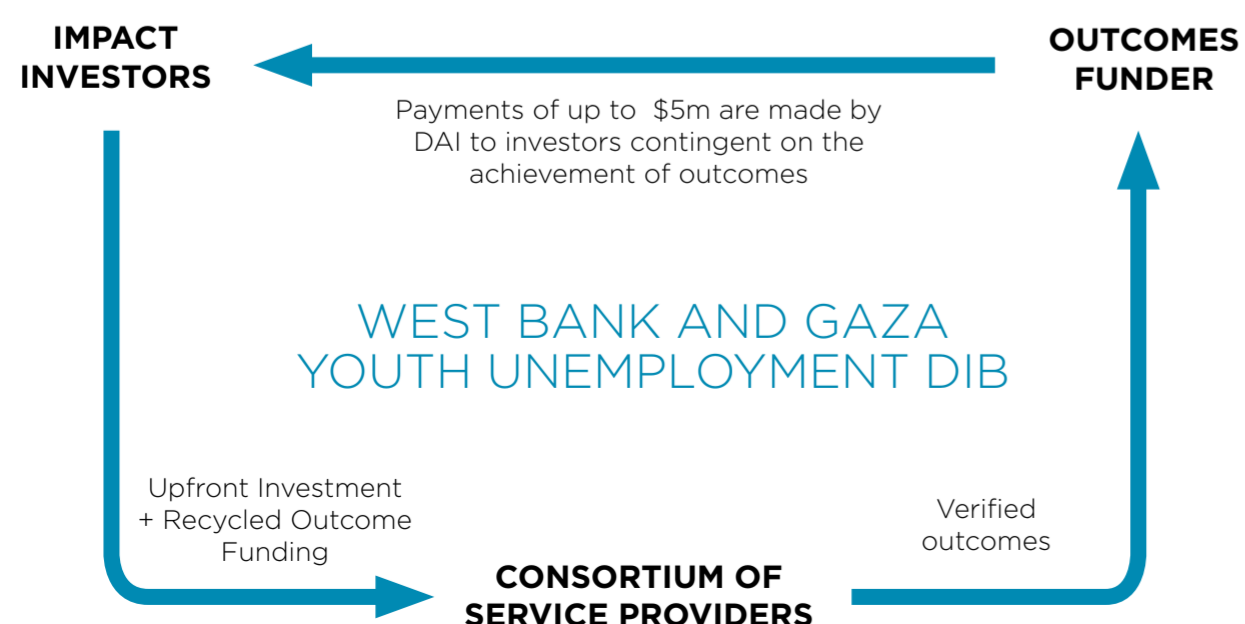 IMPACT
INVESTORS
OUTCOMES
FUNDER
Payments of up to $5m are made by
DAI to investors contingent on the
achievement of outcomes
WEST BANK AND GAZA
YOUTH UNEMPLOYMENT DIB
Upfront Investment
+ Recycled Outcome
Funding
Verified
outcomes
CONSORTIUM OF
SERVICE PROVIDERS